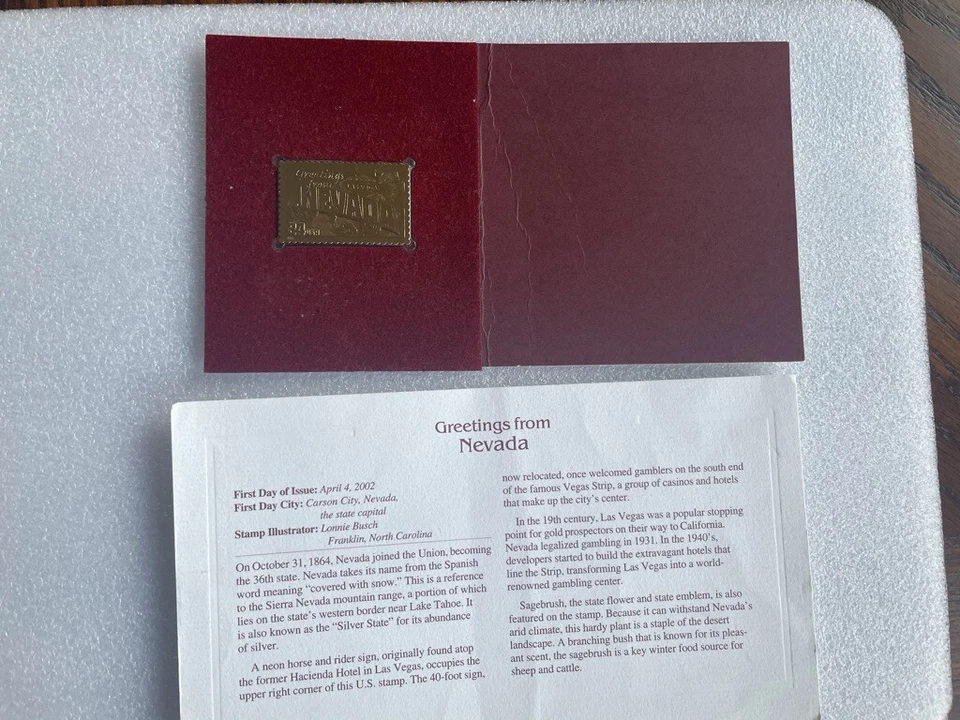 Greetings
from
NEVADA
34 USA
Greetings from
Nevada
First Day of Issue: April 4, 2002
First Day City: Carson City, Nevada,
the state capital
Stamp Illustrator: Lonnie Busch
Franklin, North Carolina
On October 31, 1864, Nevada joined the Union, becoming
the 36th state. Nevada takes its name from the Spanish
word meaning “covered with snow.” This is a reference
to the Sierra Nevada mountain range, a portion of which
lies on the state’s western border near Lake Tahoe. It
is also known as the “Silver State” for its abundance
of silver.
A neon horse and rider sign, originally found atop
the former Hacienda Hotel in Las Vegas, occupies the
upper right corner of this U.S. stamp. The 40-foot sign,
now relocated, once welcomed gamblers on the south end
of the famous Vegas Strip, a group of casinos and hotels
that make up the city’s center.
In the 19th century, Las Vegas was a popular stopping
point for gold prospectors on their way to California.
Nevada legalized gambling in 1931. In the 1940’s,
developers started to build the extravagant hotels that
line the Strip, transforming Las Vegas into a world-
renowned gambling center.
Sagebrush, the state flower and state emblem, is also
featured on the stamp. Because it can withstand Nevada’s
arid climate, this hardy plant is a staple of the desert
landscape. A branching bush that is known for its pleas-
ant scent, the sagebrush is a key winter food source for
sheep and cattle.